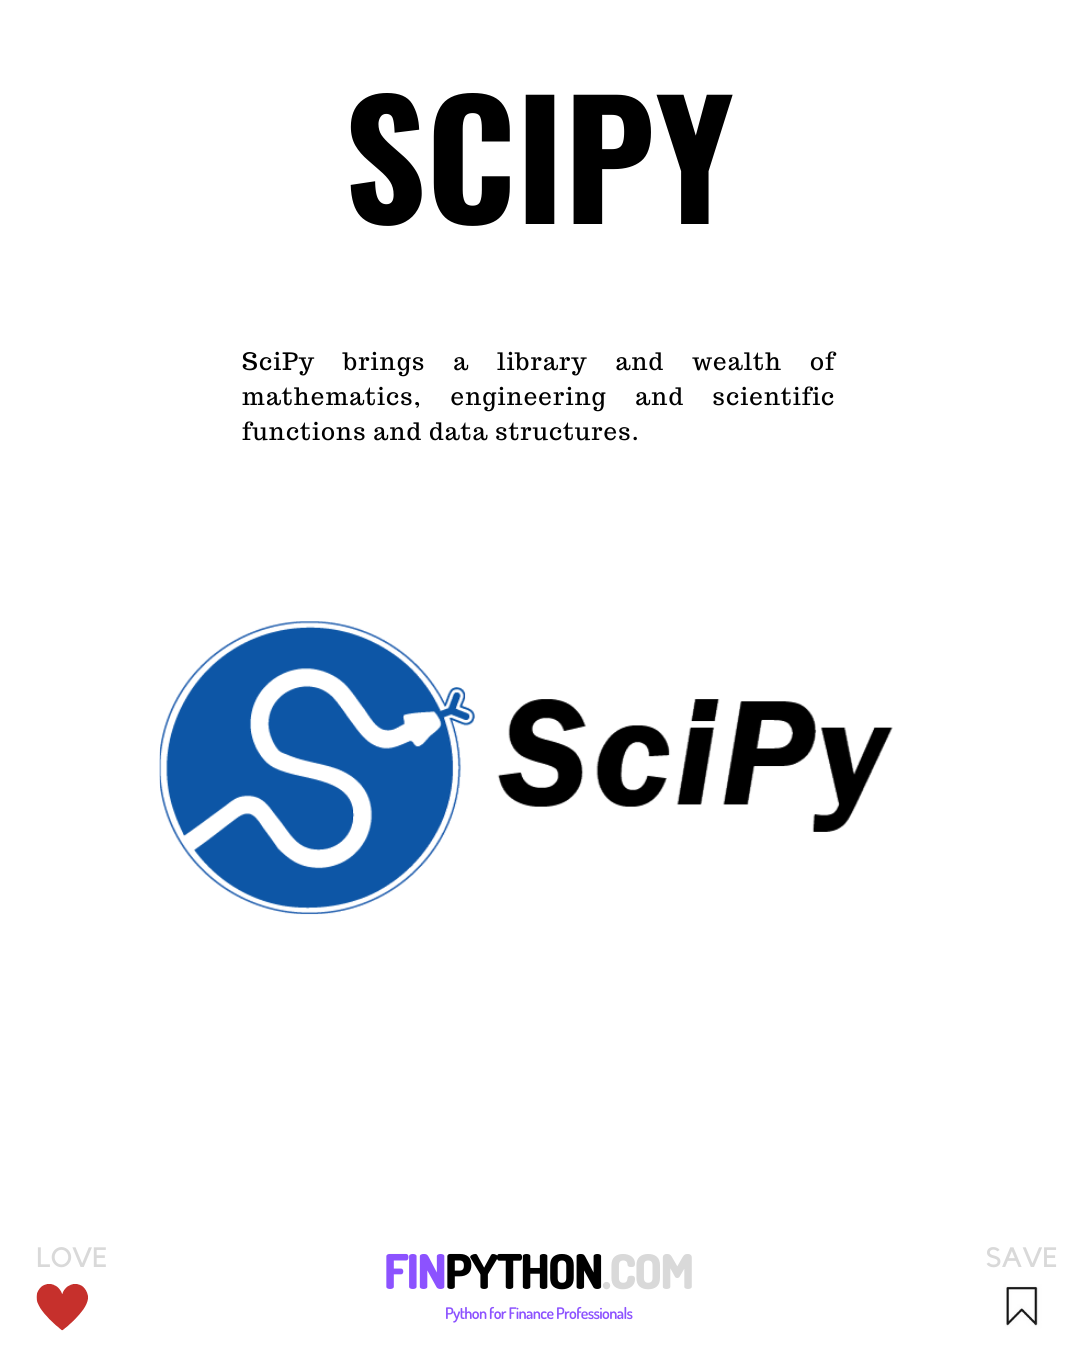 SCIPY
SciPy brings a library and wealth of
mathematics, engineering and scientific
functions and data structures.
SciPy
LOVE
FINPYTHON.COM
Python for Finance Professionals
SAVE